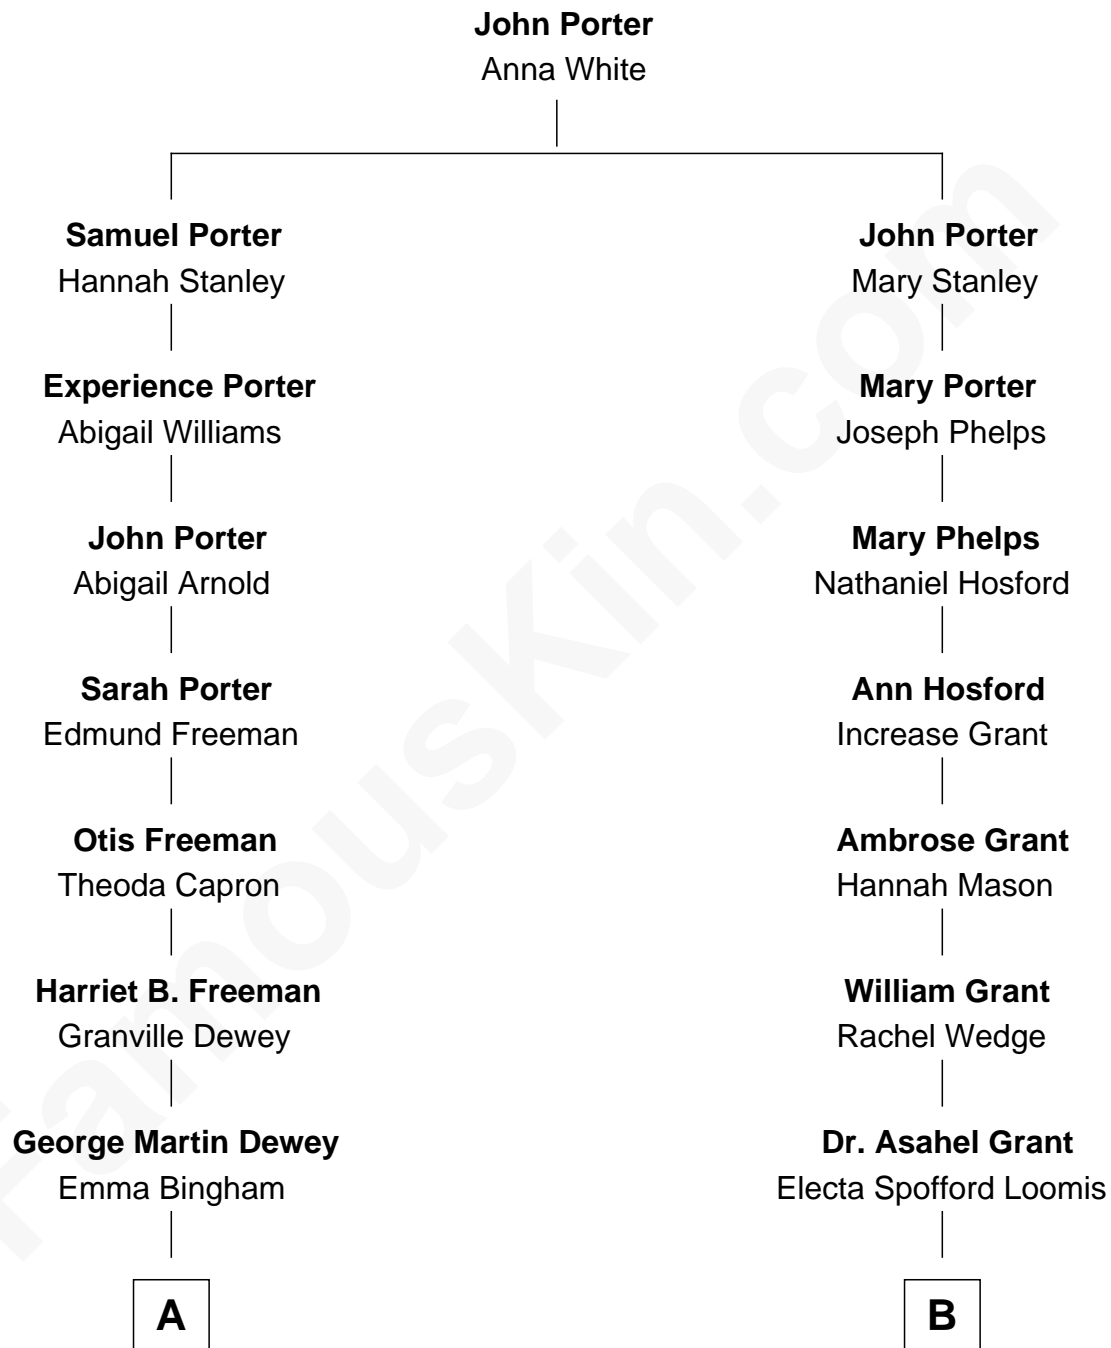 John Porter
Anna White
Samuel Porter
Hannah Stanley
John Porter
Mary Stanley
Experience Porter
Abigail Williams
Mary Porter
Joseph Phelps
John Porter
Abigail Arnold
Mary Phelps
Nathaniel Hosford
Sarah Porter
Edmund Freeman
Ann Hosford
Increase Grant
Otis Freeman
Theoda Capron
Ambrose Grant
Hannah Mason
Harriet B. Freeman
Granville Dewey
William Grant
Rachel Wedge
George Martin Dewey
Emma Bingham
Dr. Asahel Grant
Electa Spofford Loomis
A
B
FamousKin.com